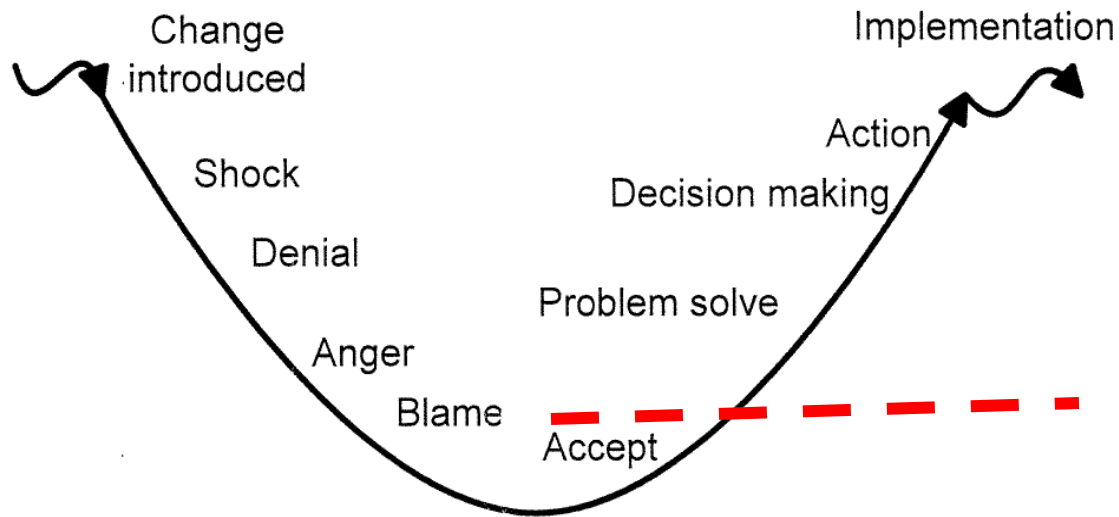 Change
introduced
Shock
Denial
Anger
Blame
Accept
Problem solve
Decision making
Action
Implementation